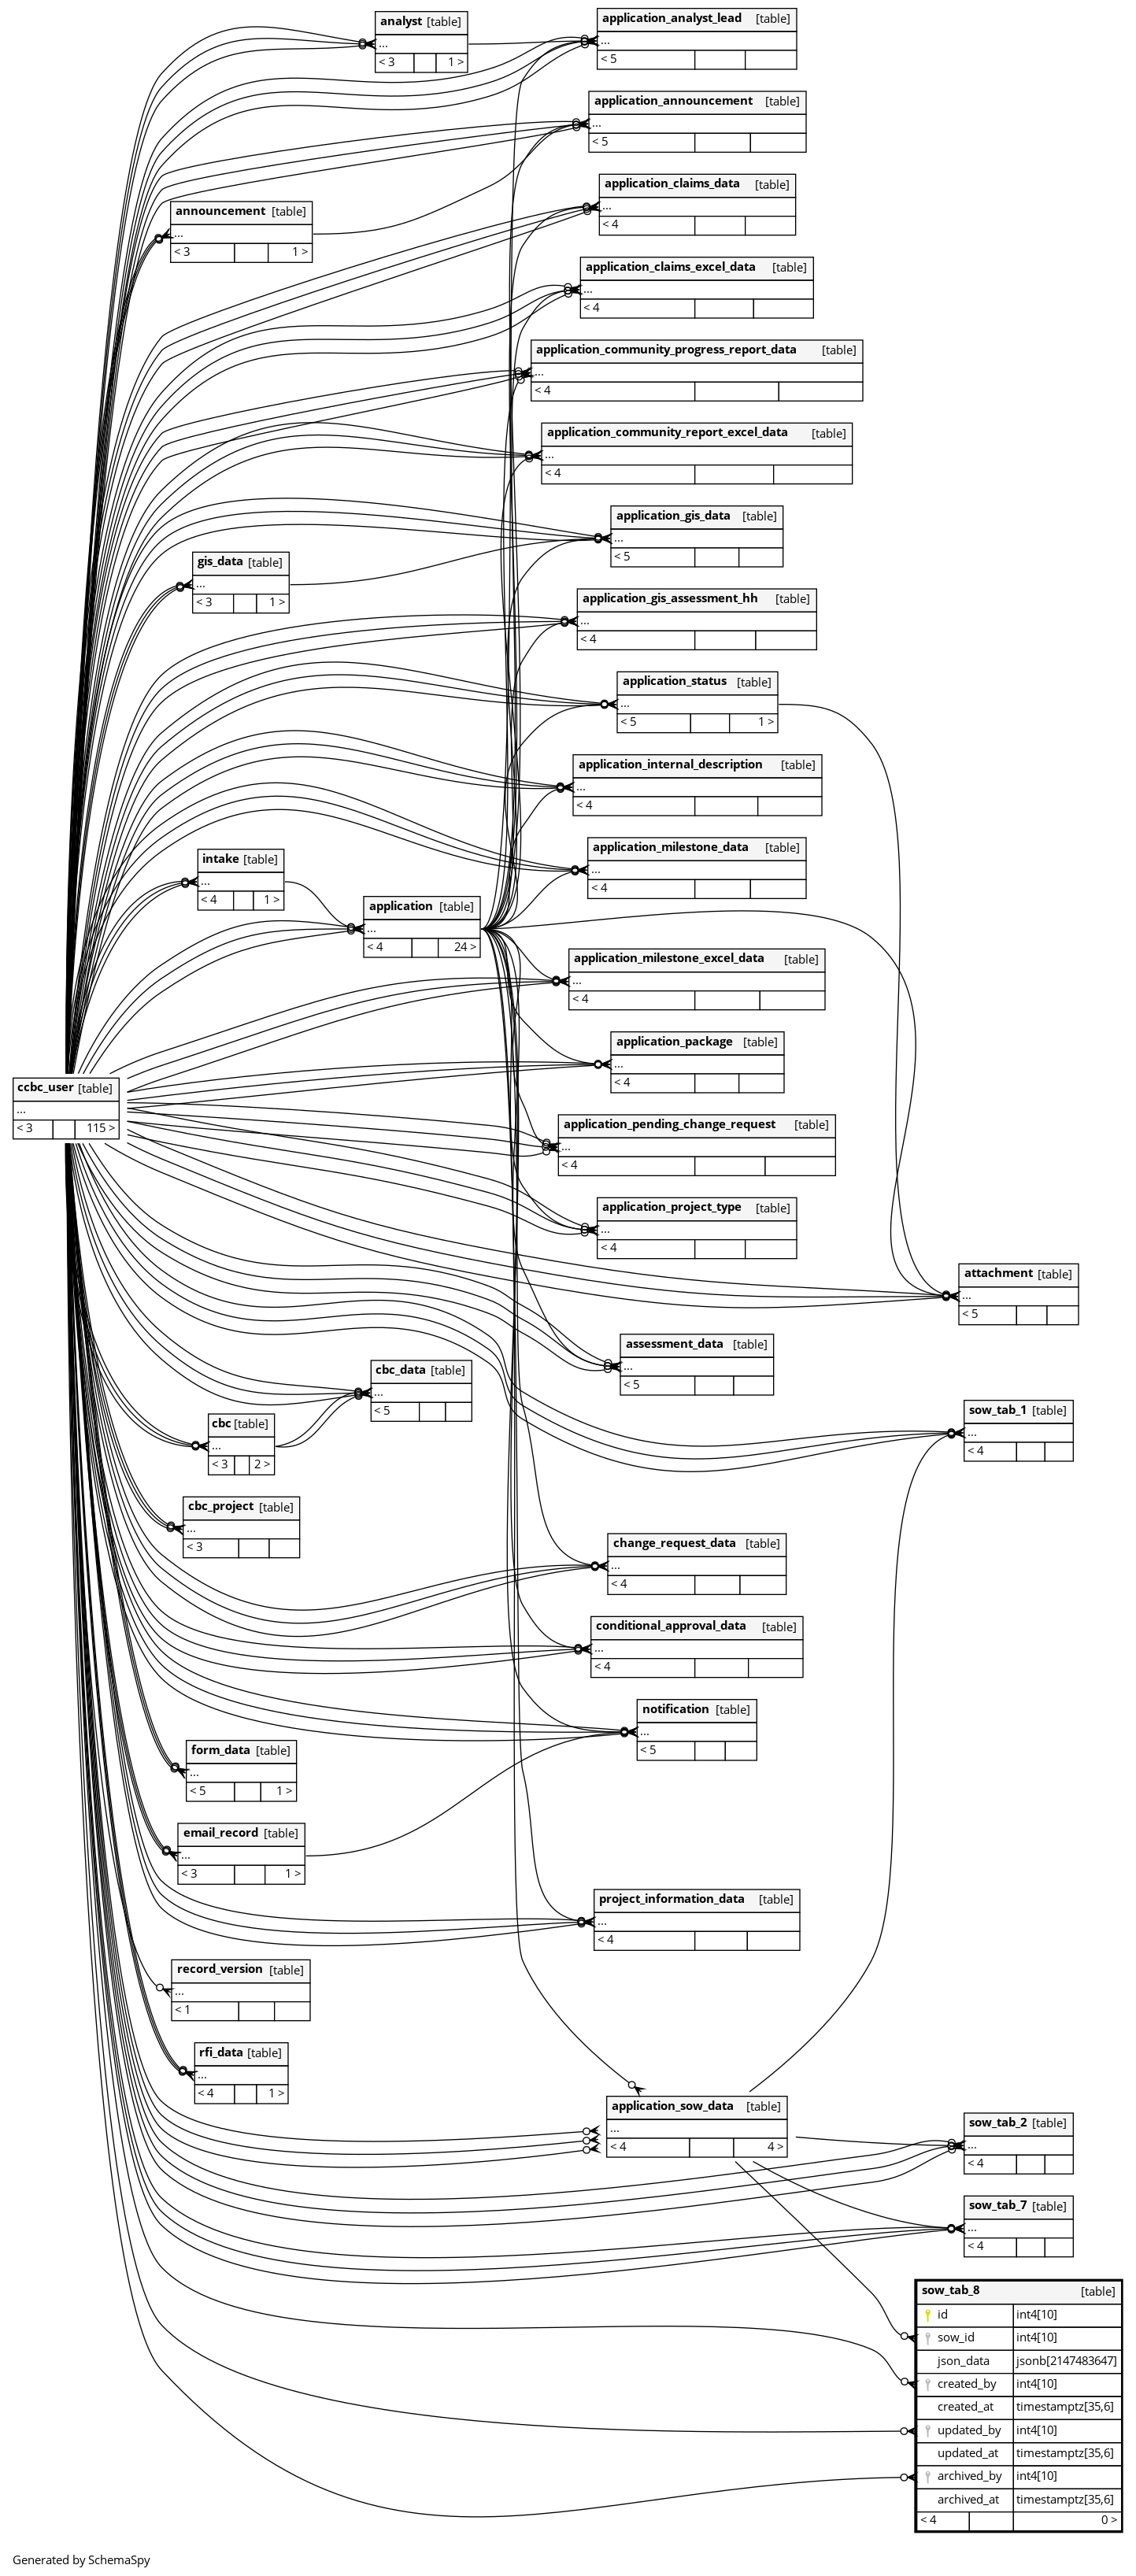 analyst [table]
...
< 3 1 >
application_analyst_lead [table]
...
< 5
application_announcement [table]
...
< 5
application_claims_data [table]
...
< 4
announcement [table]
...
< 3 1 >
application_claims_excel_data [table]
...
< 4
application_community_progress_report_data [table]
...
< 4
application_community_report_excel_data [table]
...
< 4
application_gis_data [table]
...
< 5
gis_data [table]
...
< 3 1 >
application_gis_assessment_hh [table]
...
< 4
application_status [table]
...
< 5 1 >
application_internal_description [table]
...
< 4
application_milestone_data [table]
...
< 4
intake [table]
...
< 4 1 >
application [table]
...
< 4 24 >
application_milestone_excel_data [table]
...
< 4
application_package [table]
...
< 4
ccbc_user [table]
...
< 3 115 >
application_pending_change_request [table]
...
< 4
application_project_type [table]
...
< 4
attachment [table]
...
< 5
assessment_data [table]
...
< 5
cbc_data [table]
...
< 5
sow_tab_1 [table]
...
< 4
cbc [table]
...
< 3 2 >
cbc_project [table]
...
< 3
change_request_data [table]
...
< 4
conditional_approval_data [table]
...
< 4
notification [table]
...
< 5
form_data [table]
...
< 5 1 >
email_record [table]
...
< 3 1 >
project_information_data [table]
...
< 4
record_version [table]
...
< 1
rfi_data [table]
...
< 4 1 >
application_sow_data [table]
...
< 4 4 >
sow_tab_2 [table]
...
< 4
sow_tab_7 [table]
...
< 4
sow_tab_8 [table]
id int4[10]
sow_id int4[10]
json_data jsonb[2147483647]
created_by int4[10]
created_at timestamptz[35,6]
updated_by int4[10]
updated_at timestamptz[35,6]
archived_by int4[10]
archived_at timestamptz[35,6]
< 4 0 >
Generated by SchemaSpy